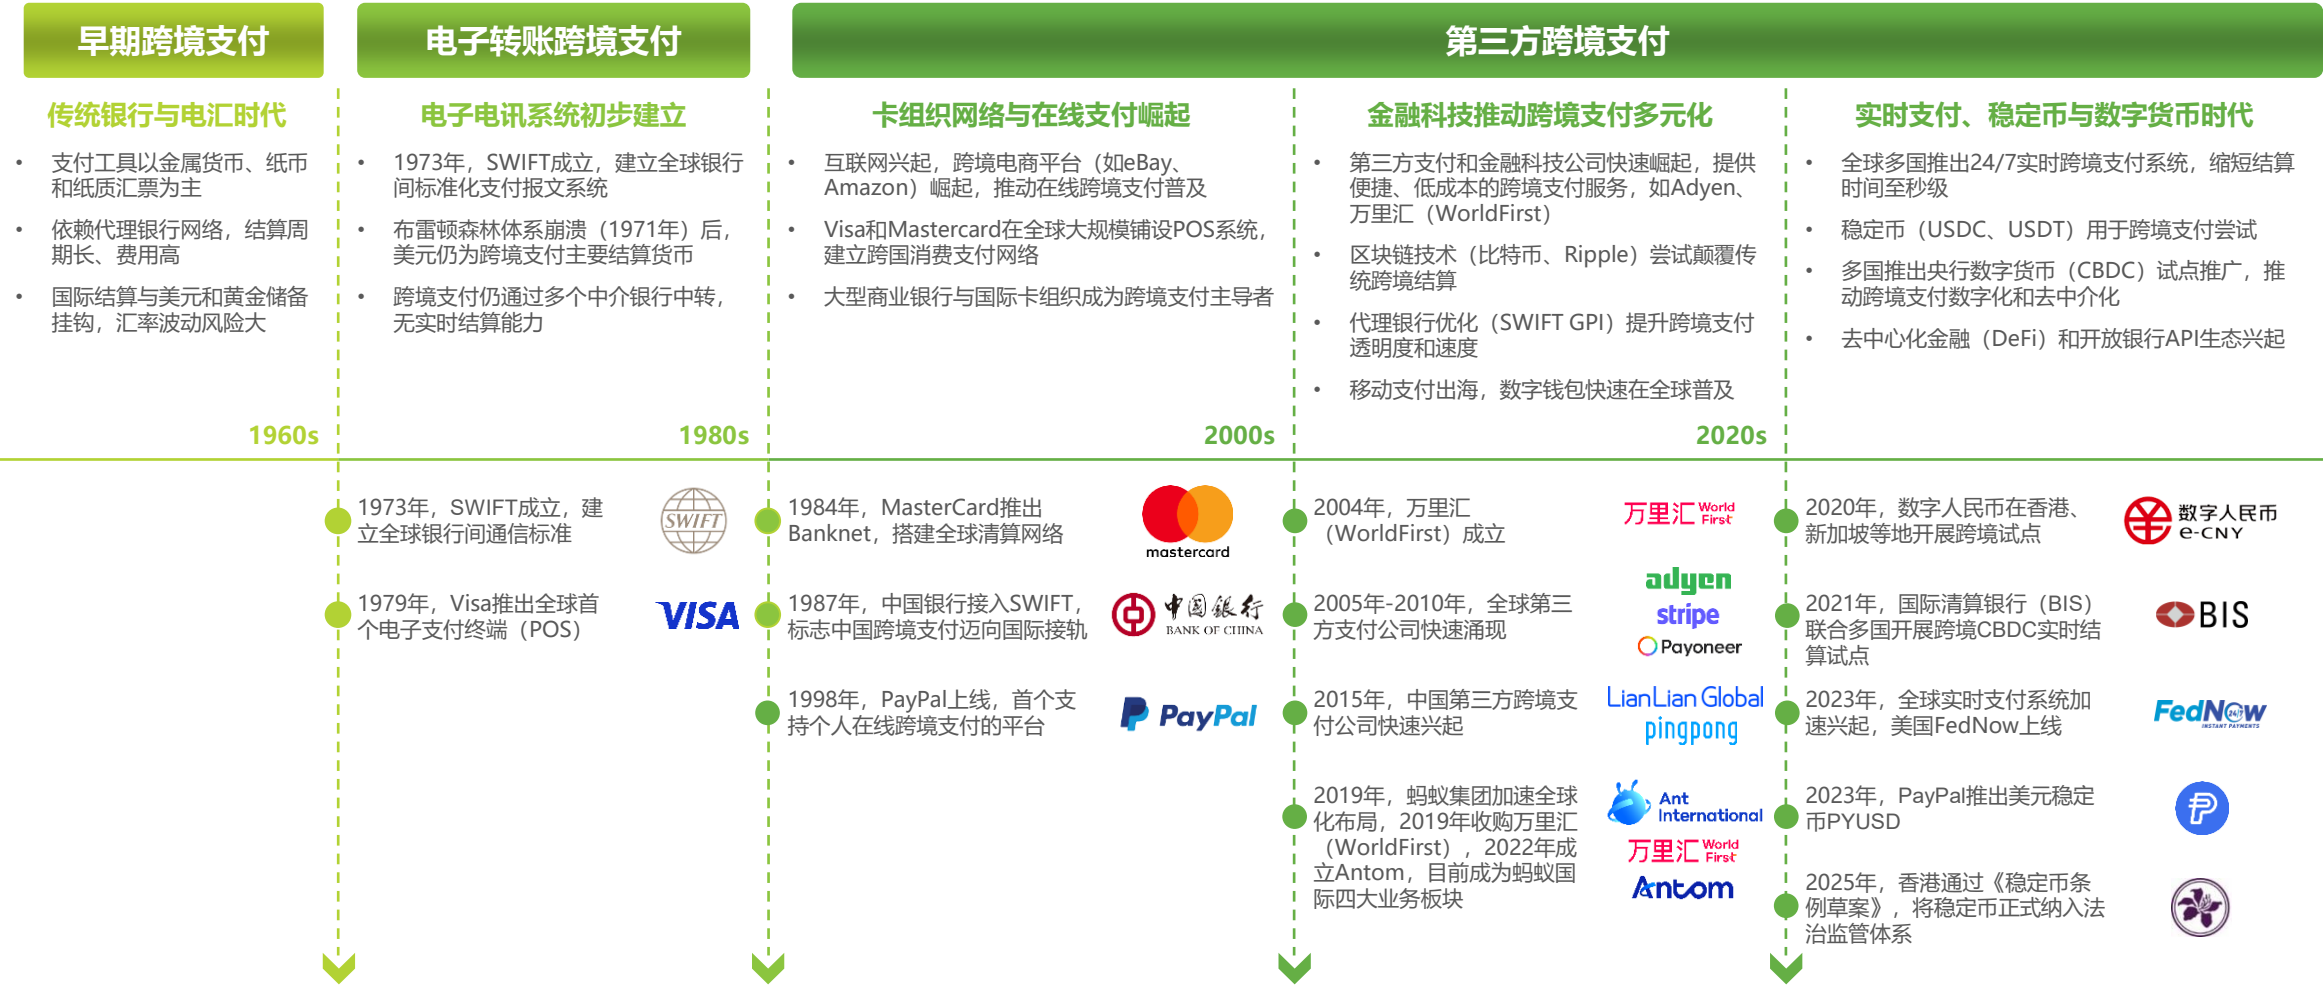 早期跨境支付
电子转账跨境支付
第三方跨境支付
传统银行与电汇时代
• 支付工具以金属货币、纸币
和纸质汇票为主
• 依赖代理银行网络，结算周
期长、费用高
• 国际结算与美元和黄金储备
挂钩，汇率波动风险大
1960s
电子电讯系统初步建立
• 1973年，SWIFT成立，建立全球银行
间标准化支付报文系统
• 布雷顿森林体系崩溃（1971年）后，
美元仍为跨境支付主要结算货币
• 跨境支付仍通过多个中介银行中转，
无实时结算能力
1980s
卡组织网络与在线支付崛起
• 互联网兴起，跨境电商平台（如eBay、
Amazon）崛起，推动在线跨境支付普及
• Visa和Mastercard在全球大规模铺设POS系统，
建立跨国消费支付网络
• 大型商业银行与国际卡组织成为跨境支付主导者
2000s
金融科技推动跨境支付多元化
• 第三方支付和金融科技公司快速崛起，提供
便捷、低成本的跨境支付服务，如Adyen、
万里汇（WorldFirst）
• 区块链技术（比特币、Ripple）尝试颠覆传
统跨境结算
• 代理银行优化（SWIFT GPI）提升跨境支付
透明度和速度
• 移动支付出海，数字钱包快速在全球普及
2020s
实时支付、稳定币与数字货币时代
• 全球多国推出24/7实时跨境支付系统，缩短结算
时间至秒级
• 稳定币（USDC、USDT）用于跨境支付尝试
• 多国推出央行数字货币（CBDC）试点推广，推
动跨境支付数字化和去中介化
• 去中心化金融（DeFi）和开放银行API生态兴起
1973年，SWIFT成立，建
立全球银行间通信标准
SWIFT
1979年，Visa推出全球首
个电子支付终端（POS）
VISA
1984年，MasterCard推出
Banknet，搭建全球清算网络
mastercard
1987年，中国银行接入SWIFT，
标志中国跨境支付迈向国际接轨
中国银行
BANK OF CHINA
1998年，PayPal上线，首个支
持个人在线跨境支付的平台
PayPal
2004年，万里汇
（WorldFirst）成立
万里汇 World
First
2005年-2010年，全球第三
方支付公司快速涌现
adyen
stripe
Payoneer
2015年，中国第三方跨境支
付公司快速兴起
LianLian Global
pingpong
2019年，蚂蚁集团加速全球
化布局，2019年收购万里汇
（WorldFirst），2022年成
立Antom，目前成为蚂蚁国
际四大业务板块
Ant
International
万里汇 World
First
Antom
2020年，数字人民币在香港、
新加坡等地开展跨境试点
数字人民币
e-CNY
2021年，国际清算银行（BIS）
联合多国开展跨境CBDC实时结
算试点
BIS
2023年，全球实时支付系统加
速兴起，美国FedNow上线
FedNow
24/7
INSTANT PAYMENTS
2023年，PayPal推出美元稳定
币PYUSD
2025年，香港通过《稳定币条
例草案》，将稳定币正式纳入法
治监管体系